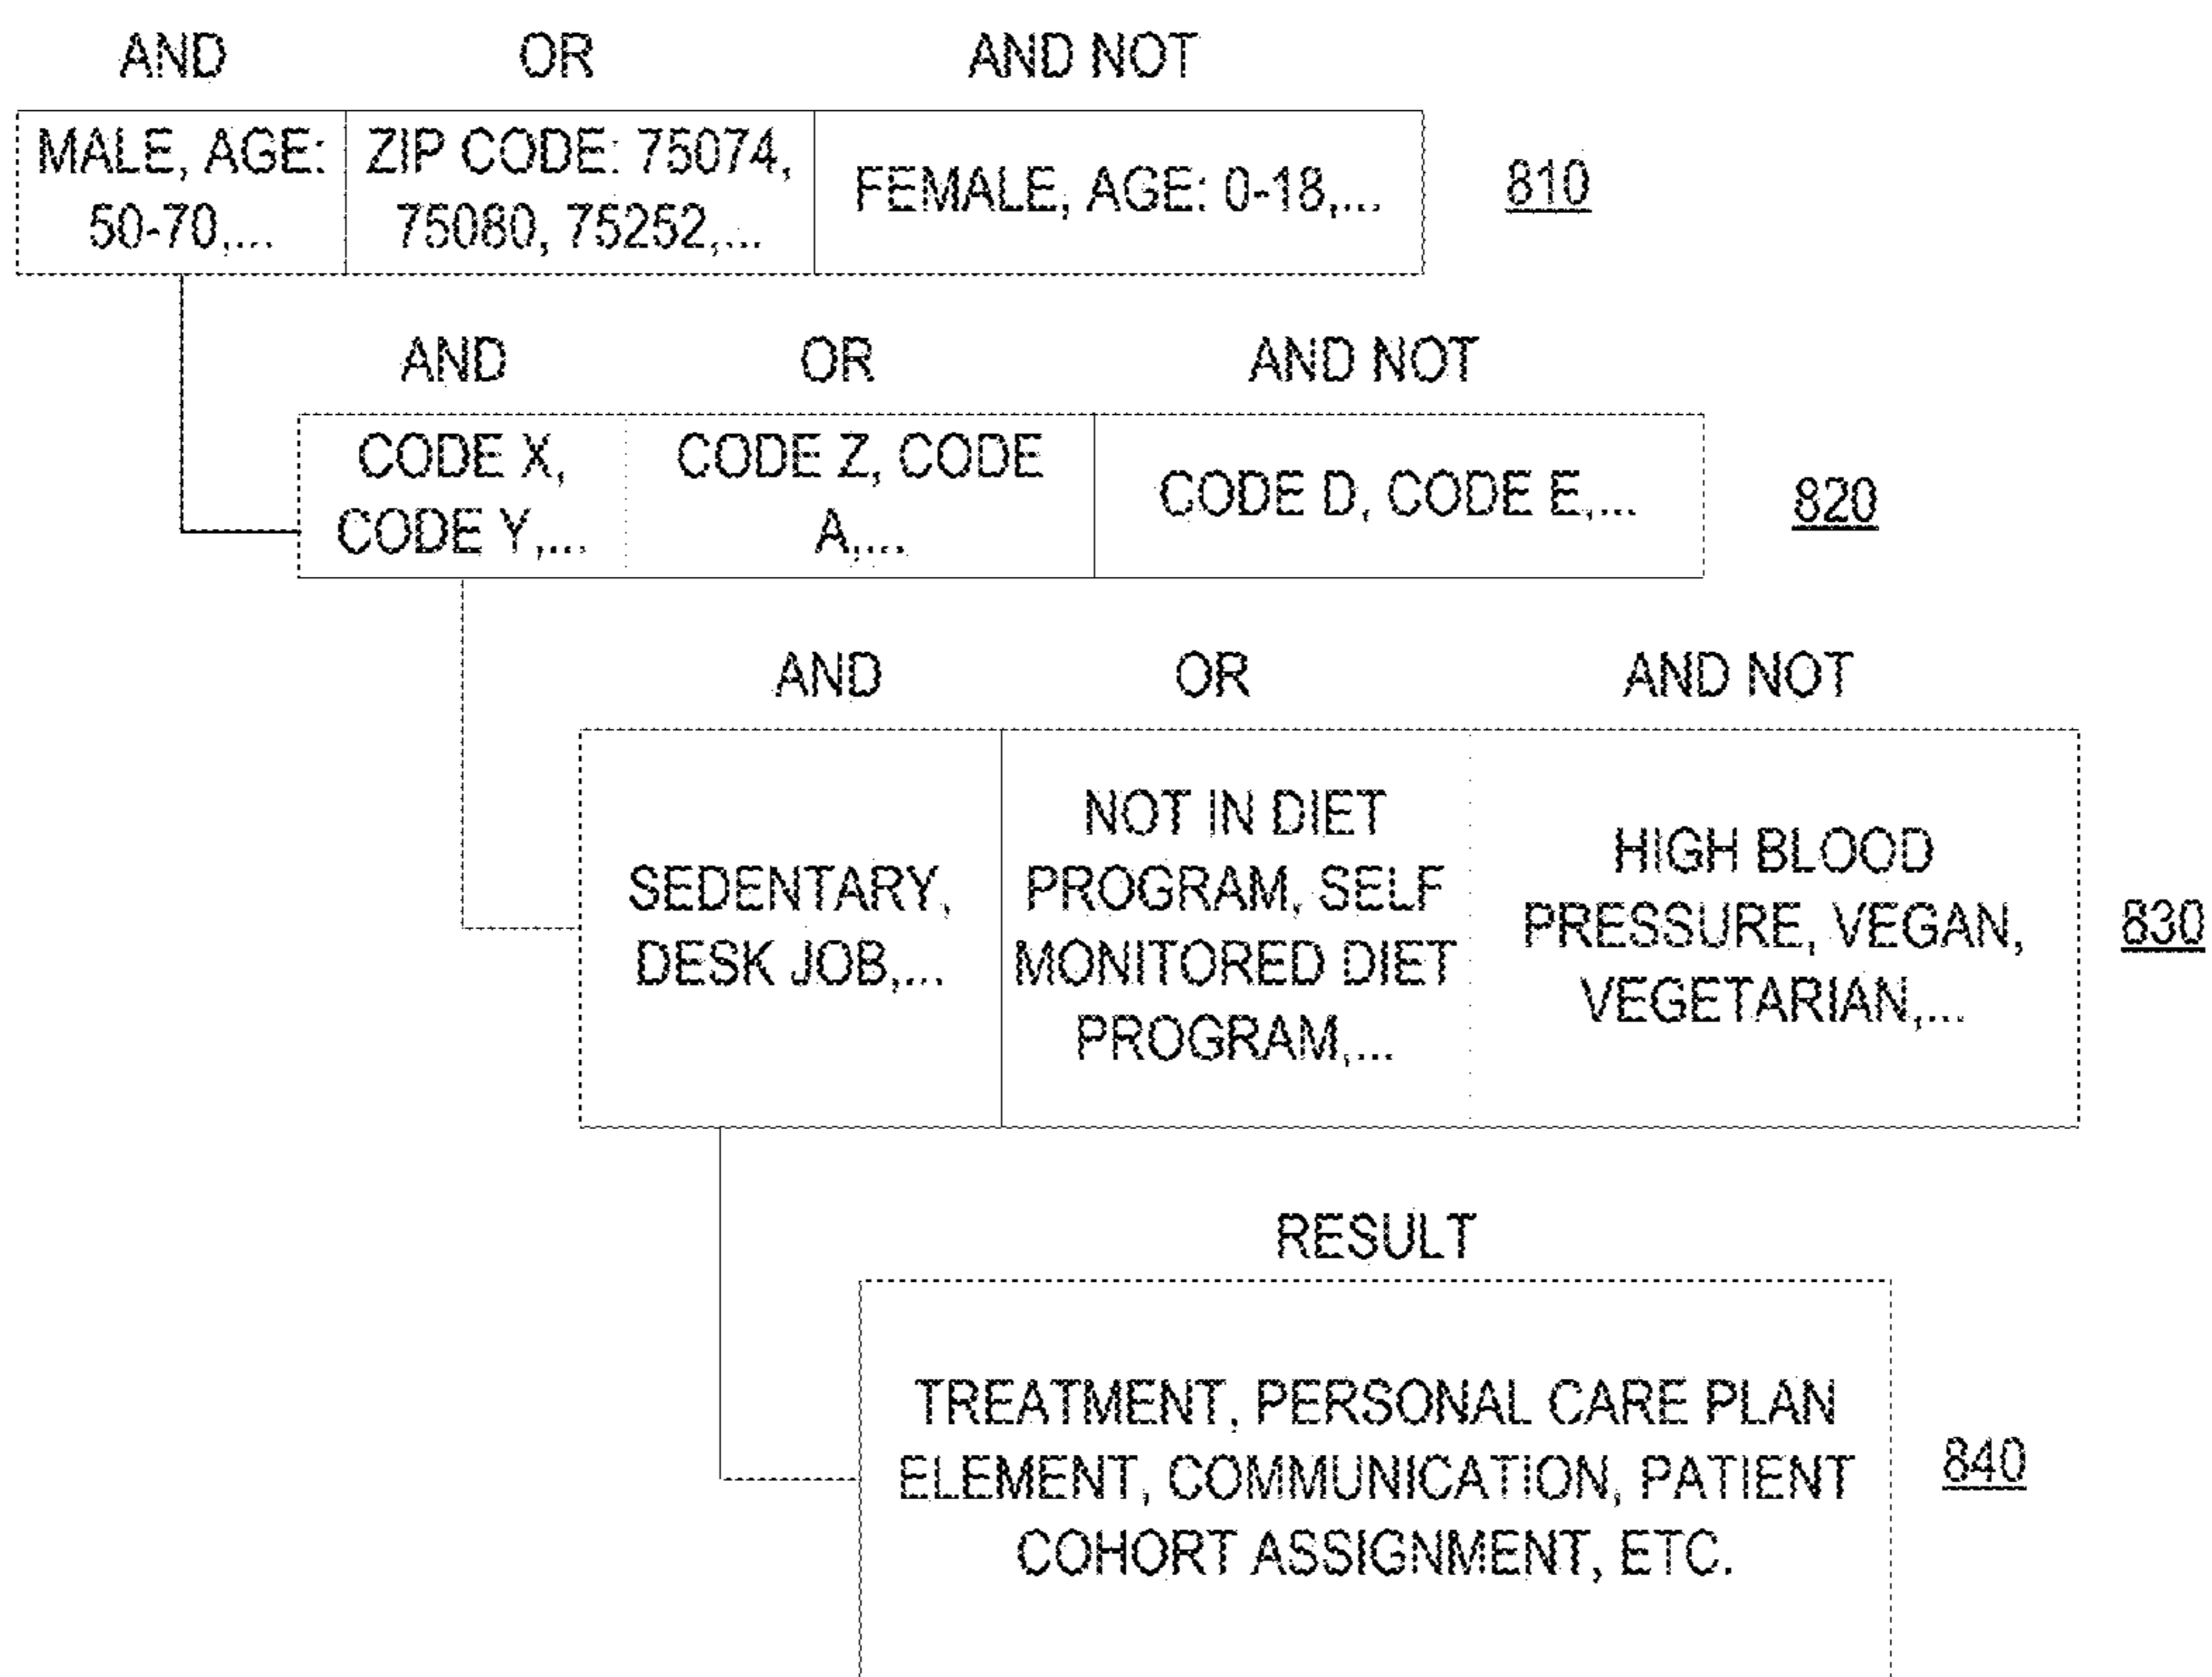 AND OR AND NOT
MALE, AGE: 50-70,...
ZIP CODE: 75074, 75080, 75252,...
FEMALE, AGE: 0-18,...
810
AND OR AND NOT
CODE X,
CODE Y,...
CODE Z, CODE
A,...
CODE D, CODE E,...
820
AND OR AND NOT
SEDENTARY,
DESK JOB,...
NOT IN DIET
PROGRAM, SELF
MONITORED DIET
PROGRAM,...
HIGH BLOOD
PRESSURE, VEGAN,
VEGETARIAN,...
830
RESULT
TREATMENT, PERSONAL CARE PLAN
ELEMENT, COMMUNICATION, PATIENT
COHORT ASSIGNMENT, ETC.
840